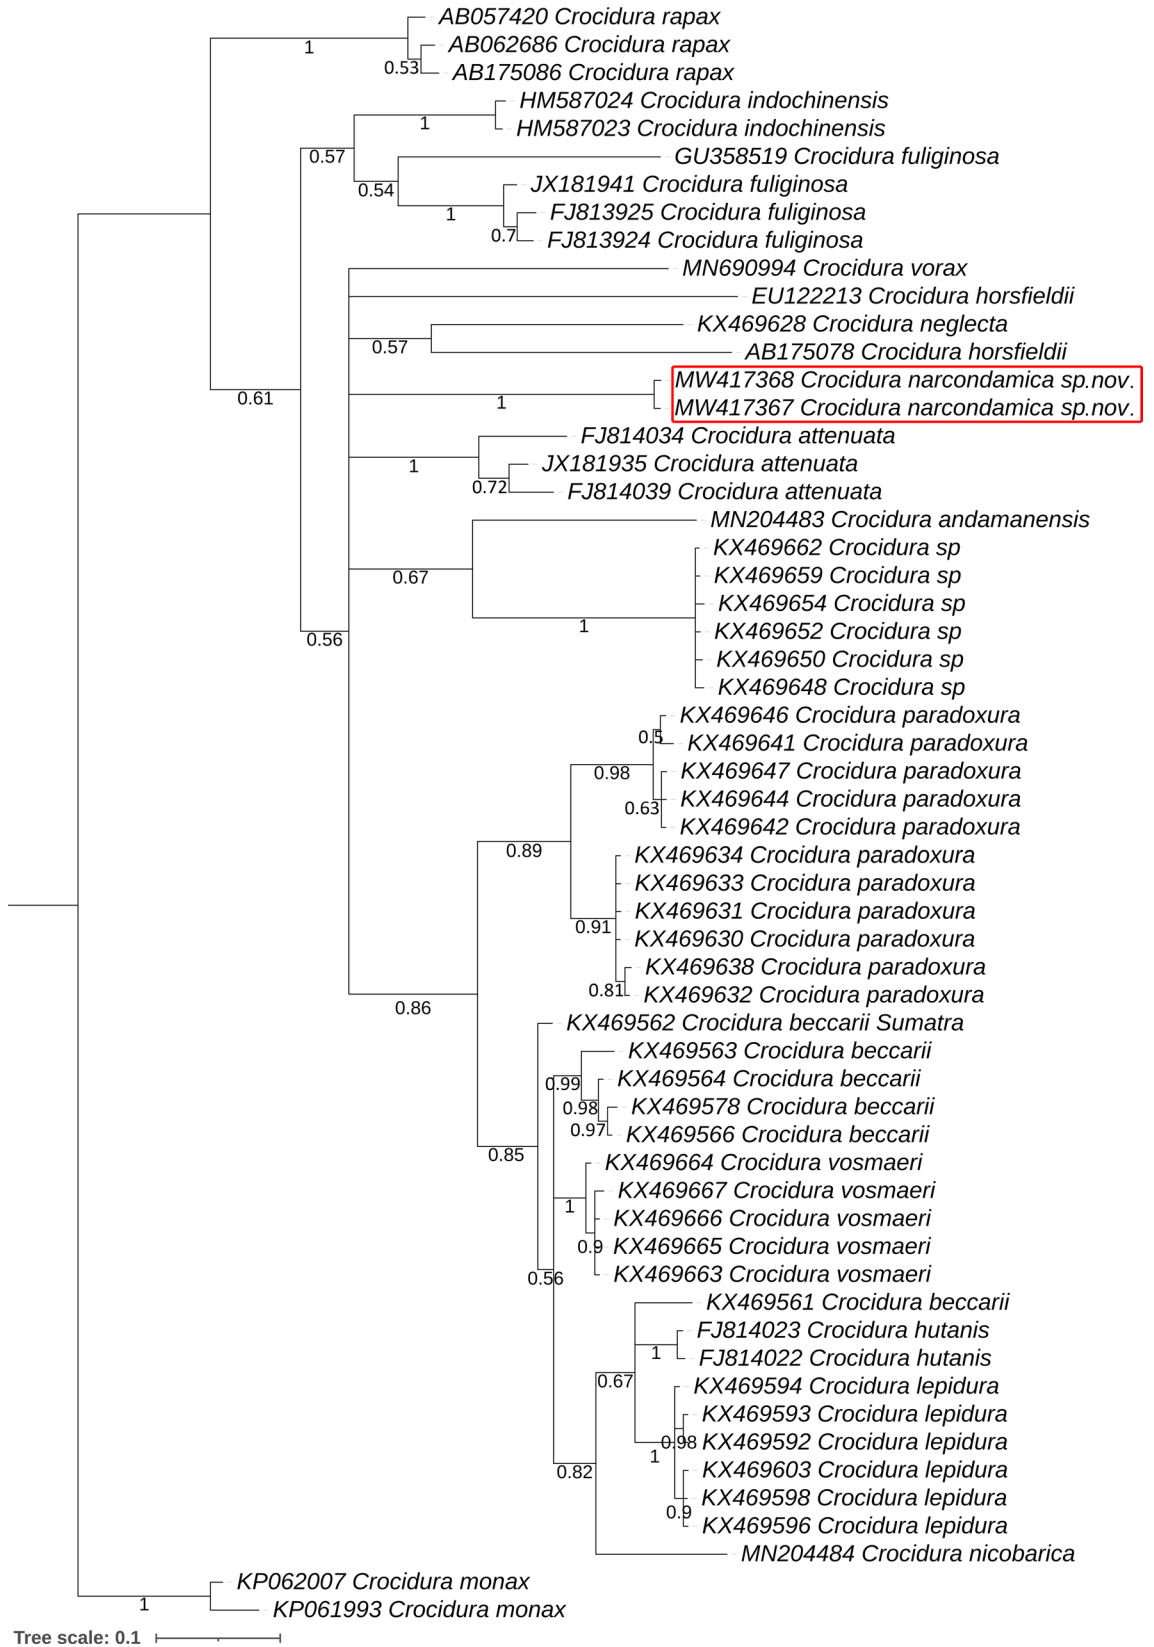 AB057420 Crocidura rapax
1
AB062686 Crocidura rapax
0.53
AB175086 Crocidura rapax
HM587024 Crocidura indochinensis
1
HM587023 Crocidura indochinensis
0.57
GU358519 Crocidura fuliginosa
0.54
JX181941 Crocidura fuliginosa
1
FJ813925 Crocidura fuliginosa
0.7
FJ813924 Crocidura fuliginosa
MN690994 Crocidura vorax
EU122213 Crocidura horsfieldii
KX469628 Crocidura neglecta
0.57
AB175078 Crocidura horsfieldii
MW417368 Crocidura narcondamica sp.nov.
0.61
1
MW417367 Crocidura narcondamica sp.nov.
FJ814034 Crocidura attenuata
1
JX181935 Crocidura attenuata
0.72
FJ814039 Crocidura attenuata
MN204483 Crocidura andamanensis
KX469662 Crocidura sp
0.67
KX469659 Crocidura sp
KX469654 Crocidura sp
1
KX469652 Crocidura sp
0.56
KX469650 Crocidura sp
KX469648 Crocidura sp
KX469646 Crocidura paradoxura
0.5
KX469641 Crocidura paradoxura
0.98
KX469647 Crocidura paradoxura
0.63
KX469644 Crocidura paradoxura
KX469642 Crocidura paradoxura
0.89
KX469634 Crocidura paradoxura
KX469633 Crocidura paradoxura
KX469631 Crocidura paradoxura
0.91
KX469630 Crocidura paradoxura
KX469638 Crocidura paradoxura
0.81
KX469632 Crocidura paradoxura
0.86
KX469562 Crocidura beccarii Sumatra
KX469563 Crocidura beccarii
0.99
KX469564 Crocidura beccarii
0.98
KX469578 Crocidura beccarii
0.97
KX469566 Crocidura beccarii
0.85
KX469664 Crocidura vosmaeri
KX469667 Crocidura vosmaeri
1
KX469666 Crocidura vosmaeri
0.9
KX469665 Crocidura vosmaeri
0.56
KX469663 Crocidura vosmaeri
KX469561 Crocidura beccarii
FJ814023 Crocidura hutanis
1
FJ814022 Crocidura hutanis
0.67
KX469594 Crocidura lepidura
KX469593 Crocidura lepidura
0.98
KX469592 Crocidura lepidura
1
0.82
KX469603 Crocidura lepidura
KX469598 Crocidura lepidura
0.9
KX469596 Crocidura lepidura
MN204484 Crocidura nicobarica
KP062007 Crocidura monax
1
KP061993 Crocidura monax
Tree scale: 0.1